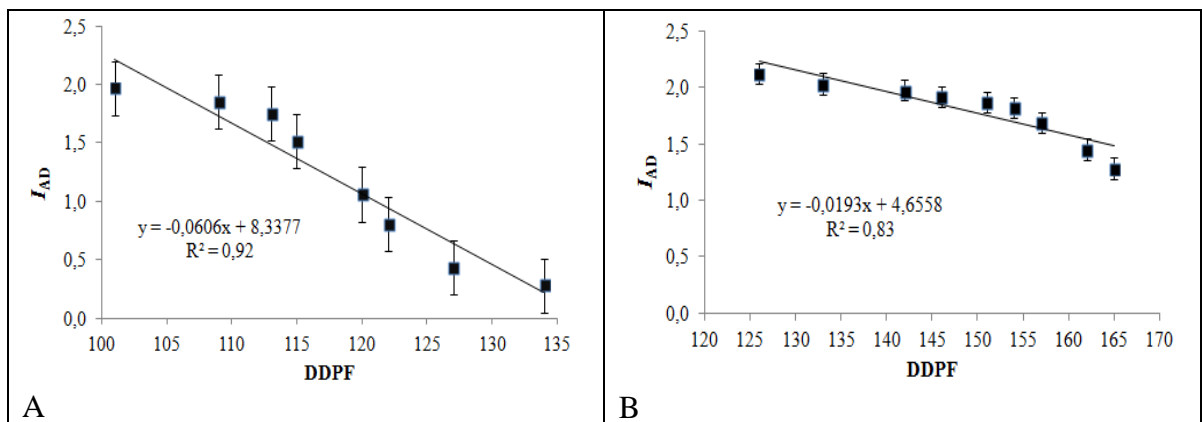 2,5
2,0
1,5
1,0
0,5
0,0
I_AD
y = -0,0606x + 8,3377
R² = 0,92
100 105 110 115 120 125 130 135
DDPF
A
2,5
2,0
1,5
1,0
0,5
0,0
I_AD
y = -0,0193x + 4,6558
R² = 0,83
120 125 130 135 140 145 150 155 160 165 170
DDPF
B